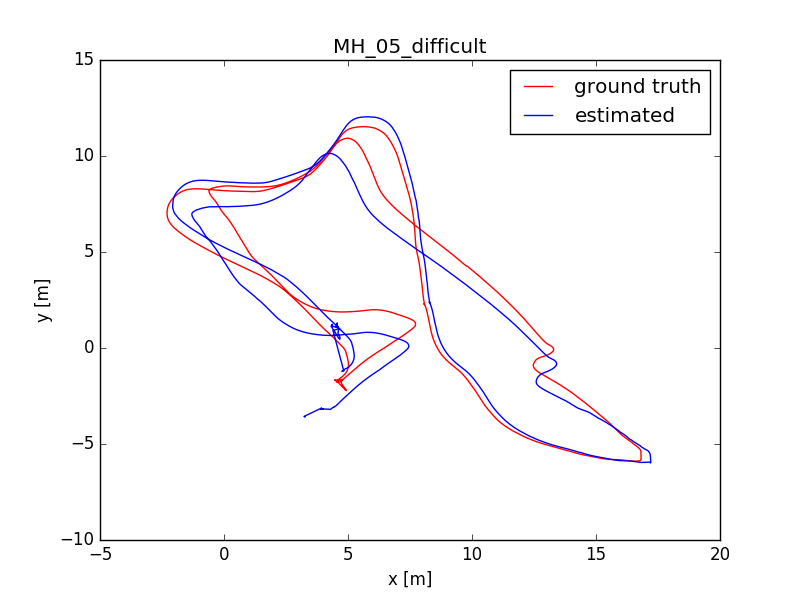 MH_05_difficult
ground truth
estimated
15
10
5
0
−5
−10
y [m]
−5 0 5 10 15 20
x [m]